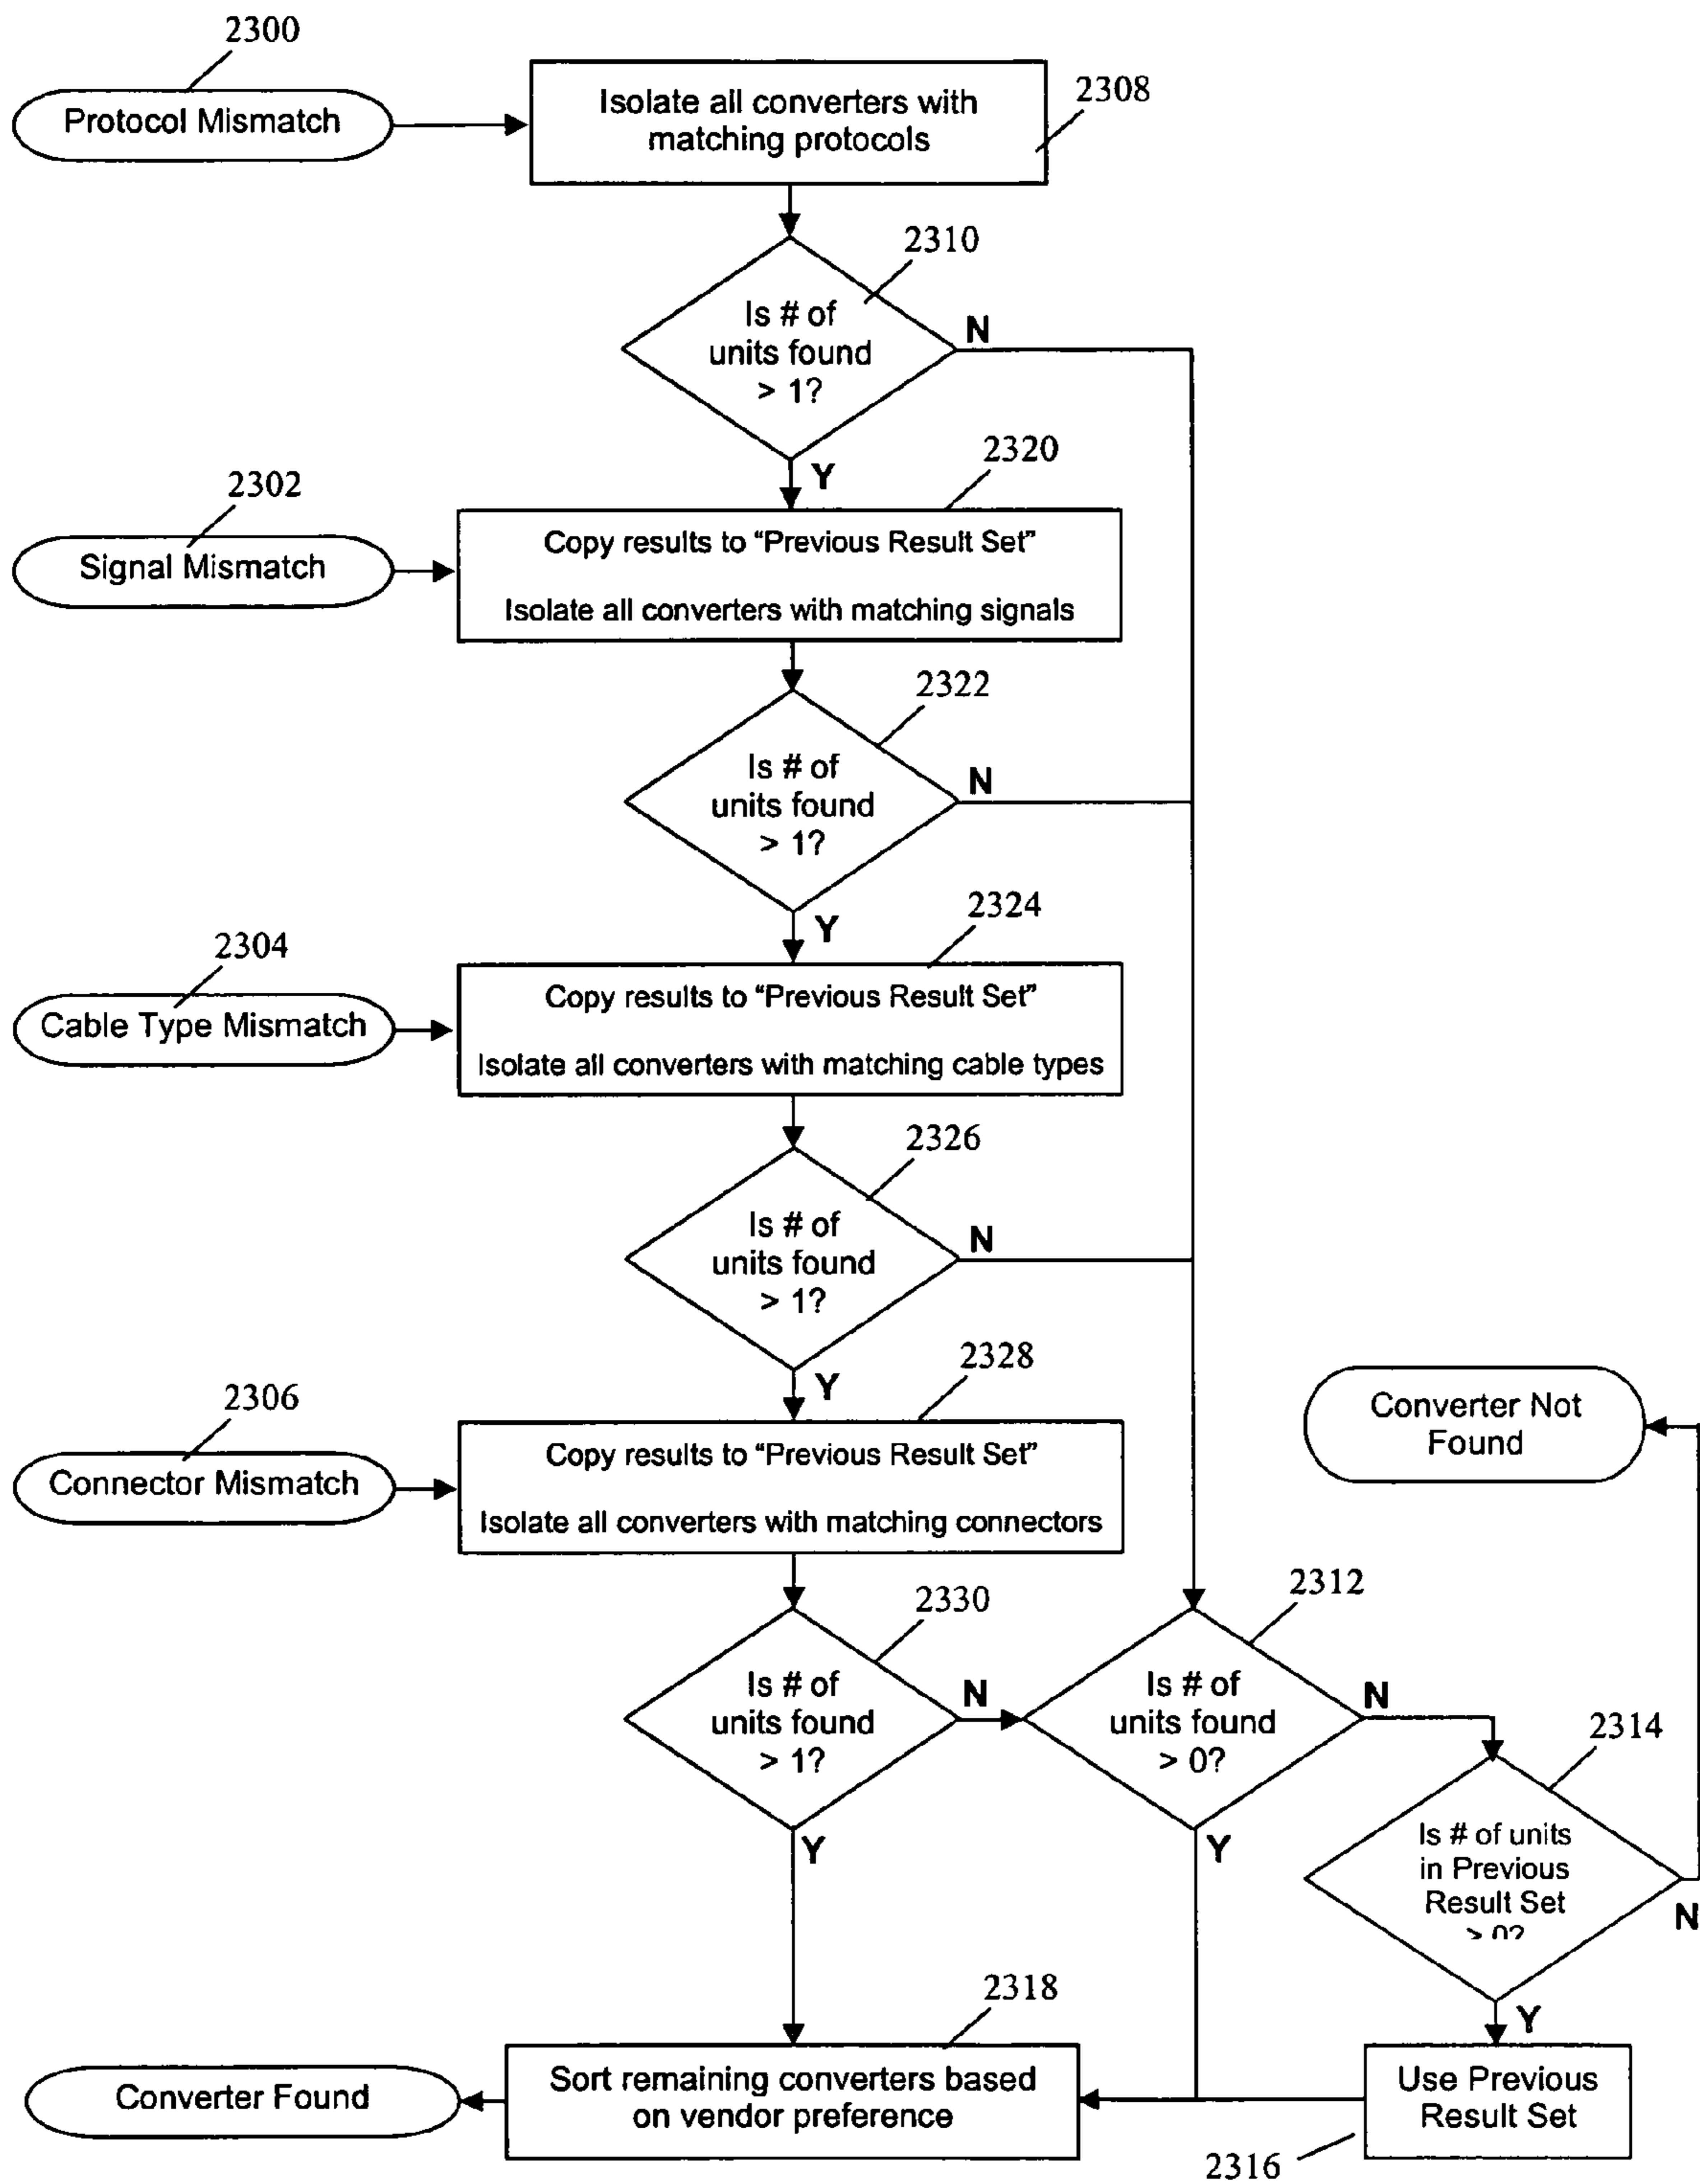 2300
Protocol Mismatch
Isolate all converters with
matching protocols
2308
2310
Is # of
units found
> 1?
N
Y
2320
2302
Signal Mismatch
Copy results to “Previous Result Set”
Isolate all converters with matching signals
2322
Is # of
units found
> 1?
N
Y
2324
2304
Cable Type Mismatch
Copy results to “Previous Result Set”
Isolate all converters with matching cable types
2326
Is # of
units found
> 1?
N
Y
2328
2306
Connector Mismatch
Copy results to “Previous Result Set”
Isolate all converters with matching connectors
Converter Not
Found
2330
Is # of
units found
> 1?
N
Y
2312
Is # of
units found
> 0?
N
Y
2314
Is # of units
in Previous
Result Set
> 0?
N
Y
2318
Converter Found
Sort remaining converters based
on vendor preference
Use Previous
Result Set
2316